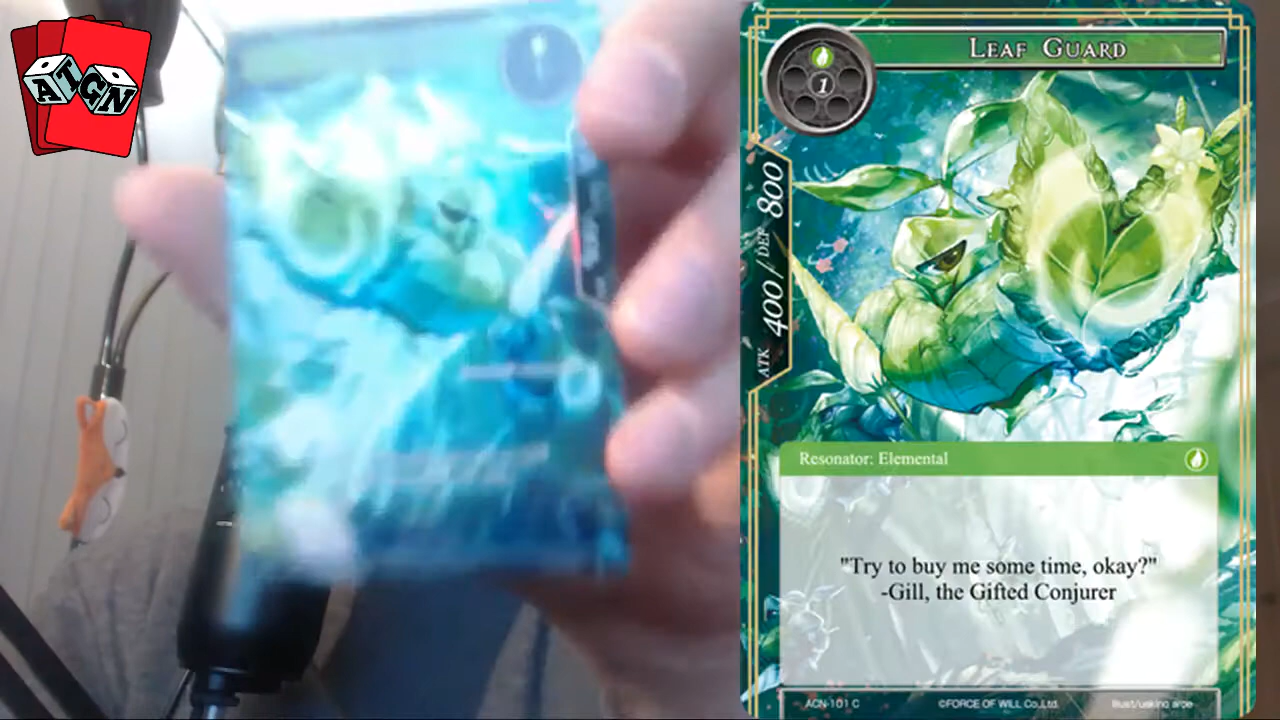 ATCN
LEAF GUARD
1
ATK 400 / DEF 800
Resonator: Elemental
"Try to buy me some time, okay?"
-Gill, the Gifted Conjurer
ACN-101 C
©FORCE OF WILL Co.,Ltd.